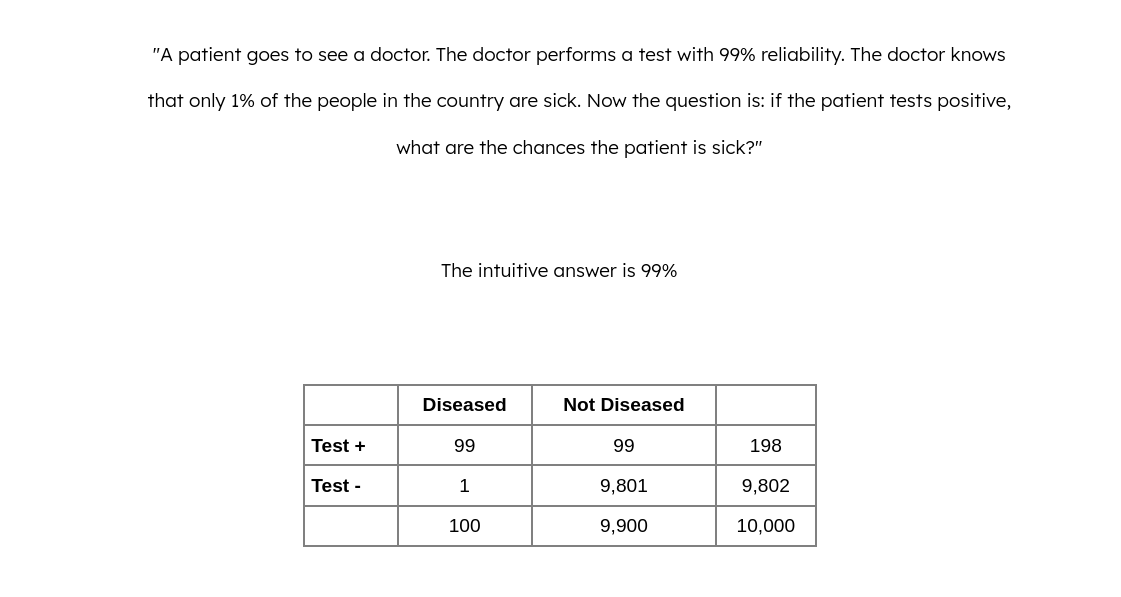 "A patient goes to see a doctor. The doctor performs a test with 99% reliability. The doctor knows
that only 1% of the people in the country are sick. Now the question is: if the patient tests positive,
what are the chances the patient is sick?"
The intuitive answer is 99%
Diseased Not Diseased
Test + 99 99 198
Test - 1 9,801 9,802
100 9,900 10,000